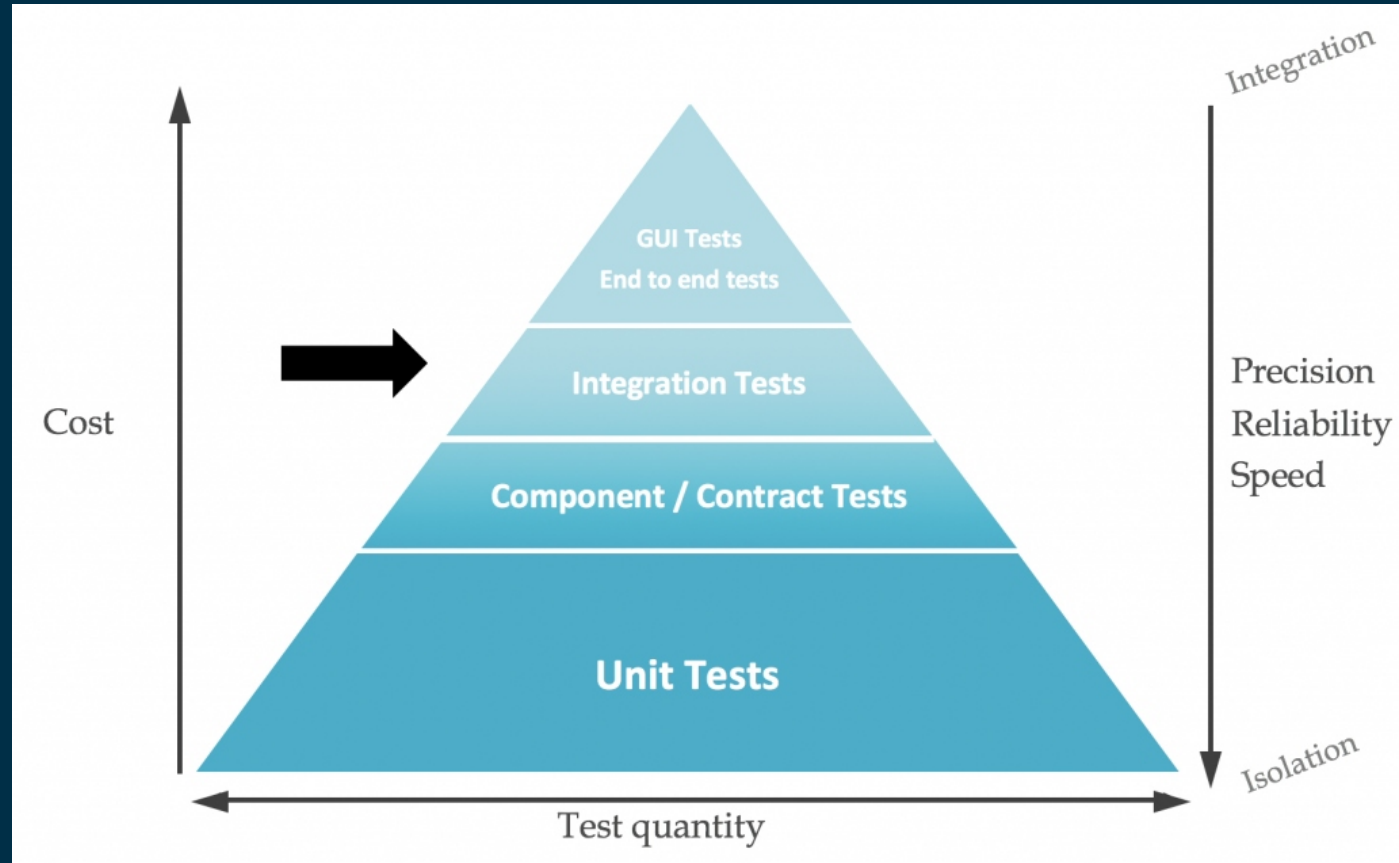 Integration
GUI Tests
End to end tests
Integration Tests
Cost
Precision
Reliability
Speed
Component / Contract Tests
Unit Tests
Isolation
Test quantity